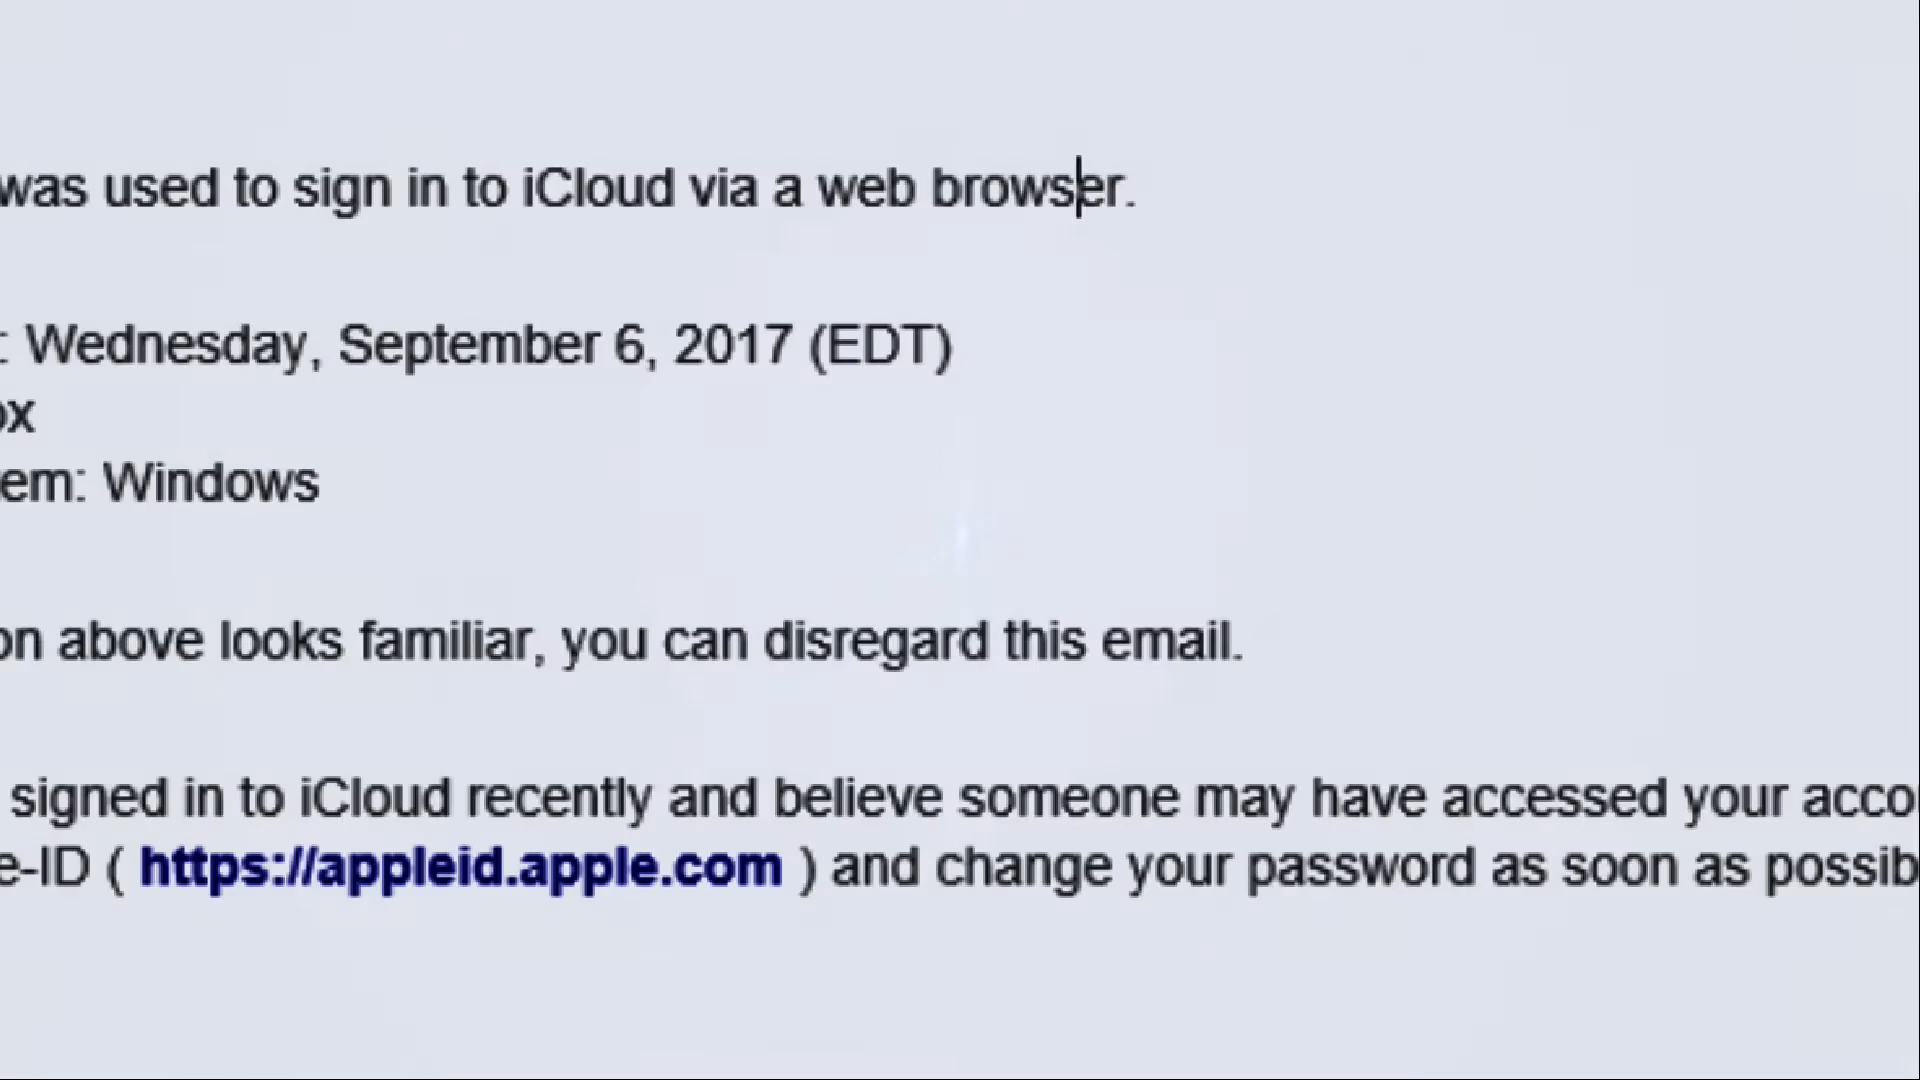 was used to sign in to iCloud via a web browser.
: Wednesday, September 6, 2017 (EDT)
ox
em: Windows
on above looks familiar, you can disregard this email.
signed in to iCloud recently and believe someone may have accessed your acco
e-ID ( https://appleid.apple.com ) and change your password as soon as possib